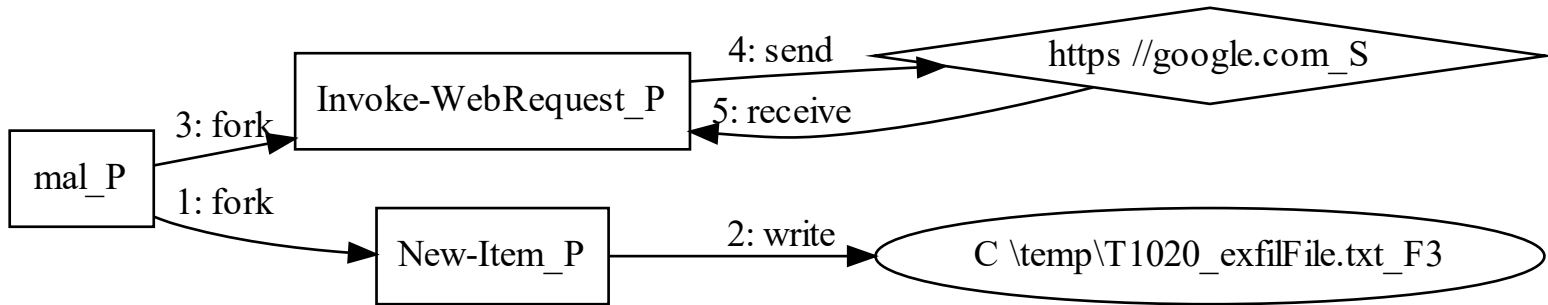 4: send
https //google.com_S
Invoke-WebRequest_P
5: receive
3: fork
mal_P
1: fork
2: write
New-Item_P
C \temp\T1020_exfilFile.txt_F3